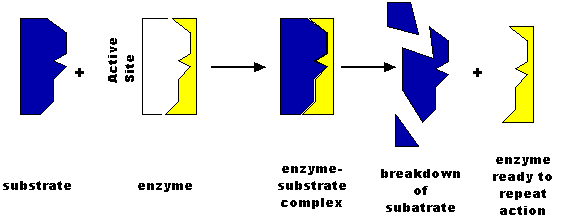 +
Active
Site
+
substrate
enzyme
enzyme-
substrate
complex
breakdown
of
subatrate
enzyme
ready to
repeat
action